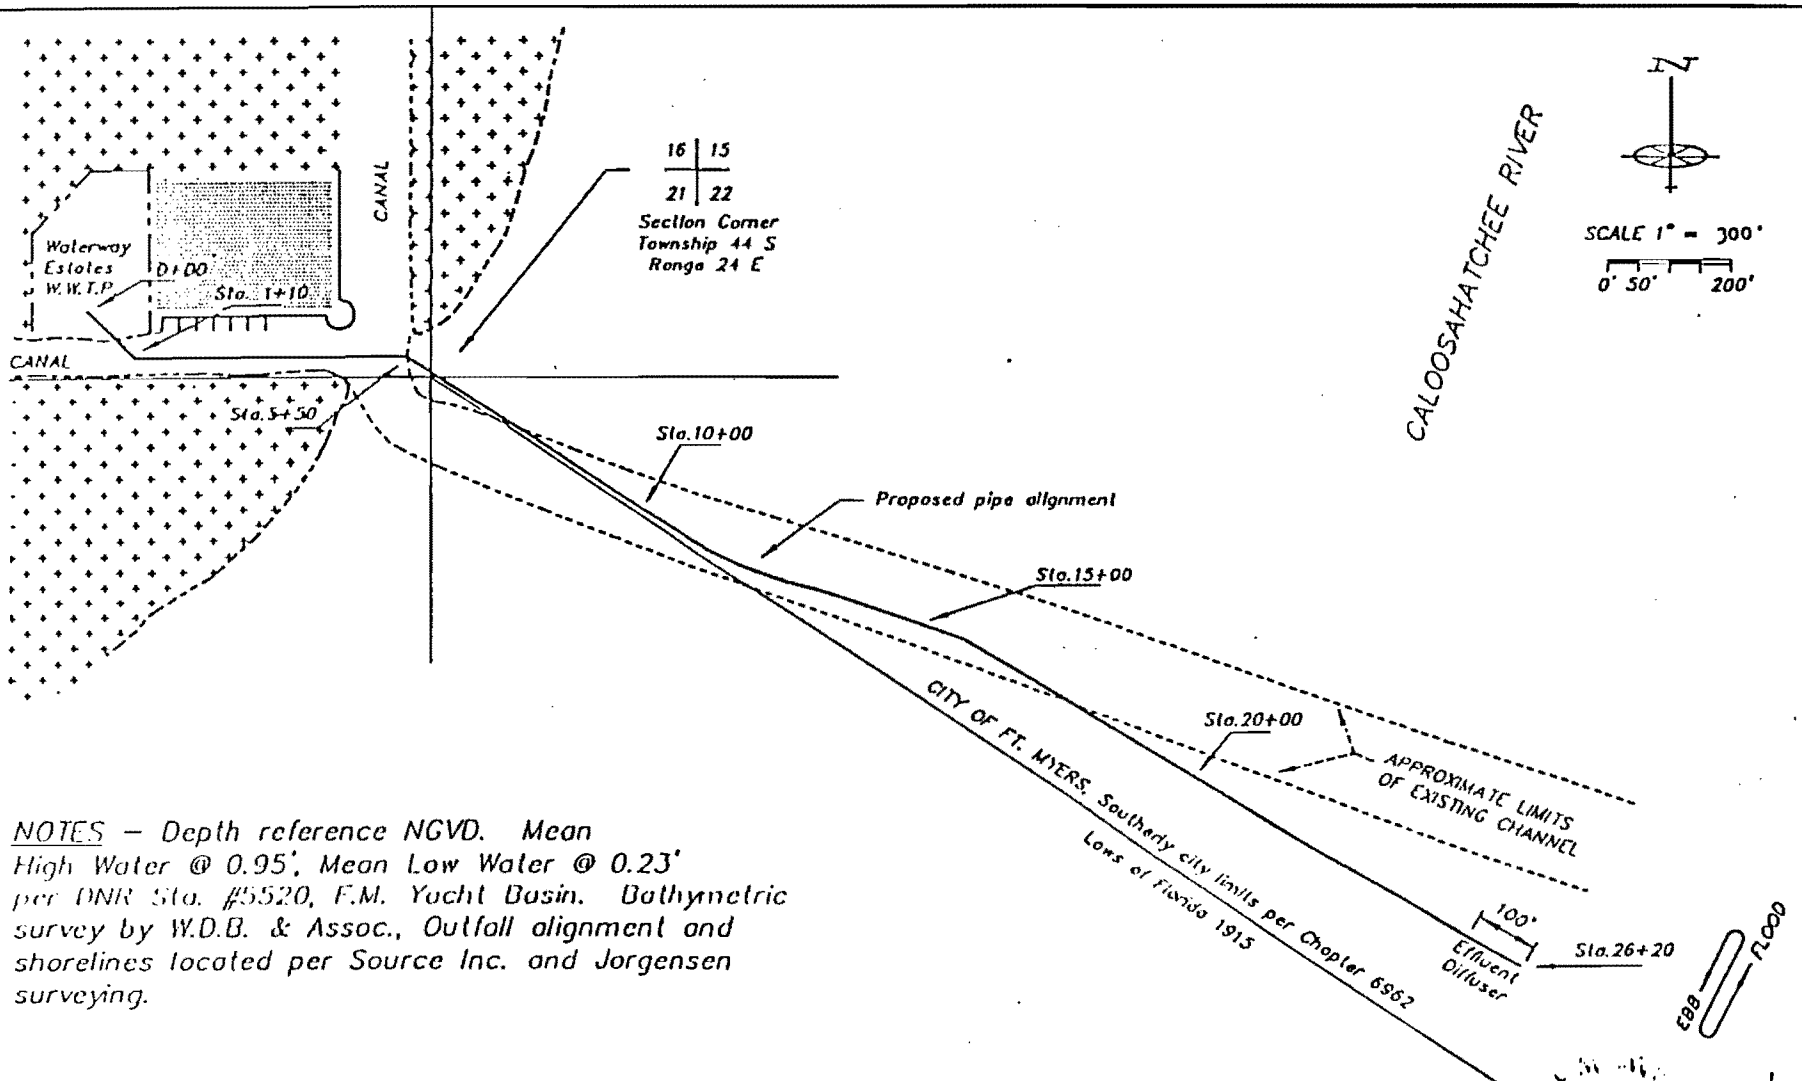 16 15
21 22
Section Corner
Township 44 S
Range 24 E
CANAL
Waterway
Estates
W.W.T.P.
0+00
Sta. 1+10
CANAL
Sta.5+50
Sta.10+00
Proposed pipe alignment
Sta.15+00
Sta.20+00
CALOOSAHATCHEE RIVER
N
SCALE 1" = 300'
0' 50' 200'
APPROXIMATE LIMITS
OF EXISTING CHANNEL
CITY OF FT. MYERS, Southerly city limits per Chapter 6962
Laws of Florida 1915
100'
Effluent
Diffuser
Sta.26+20
EBB
FLOOD
NOTES - Depth reference NGVD. Mean
High Water @ 0.95', Mean Low Water @ 0.23'
per DNR Sta. #5520, F.M. Yacht Basin. Bathymetric
survey by W.D.B. & Assoc., Outfall alignment and
shorelines located per Source Inc. and Jorgensen
surveying.